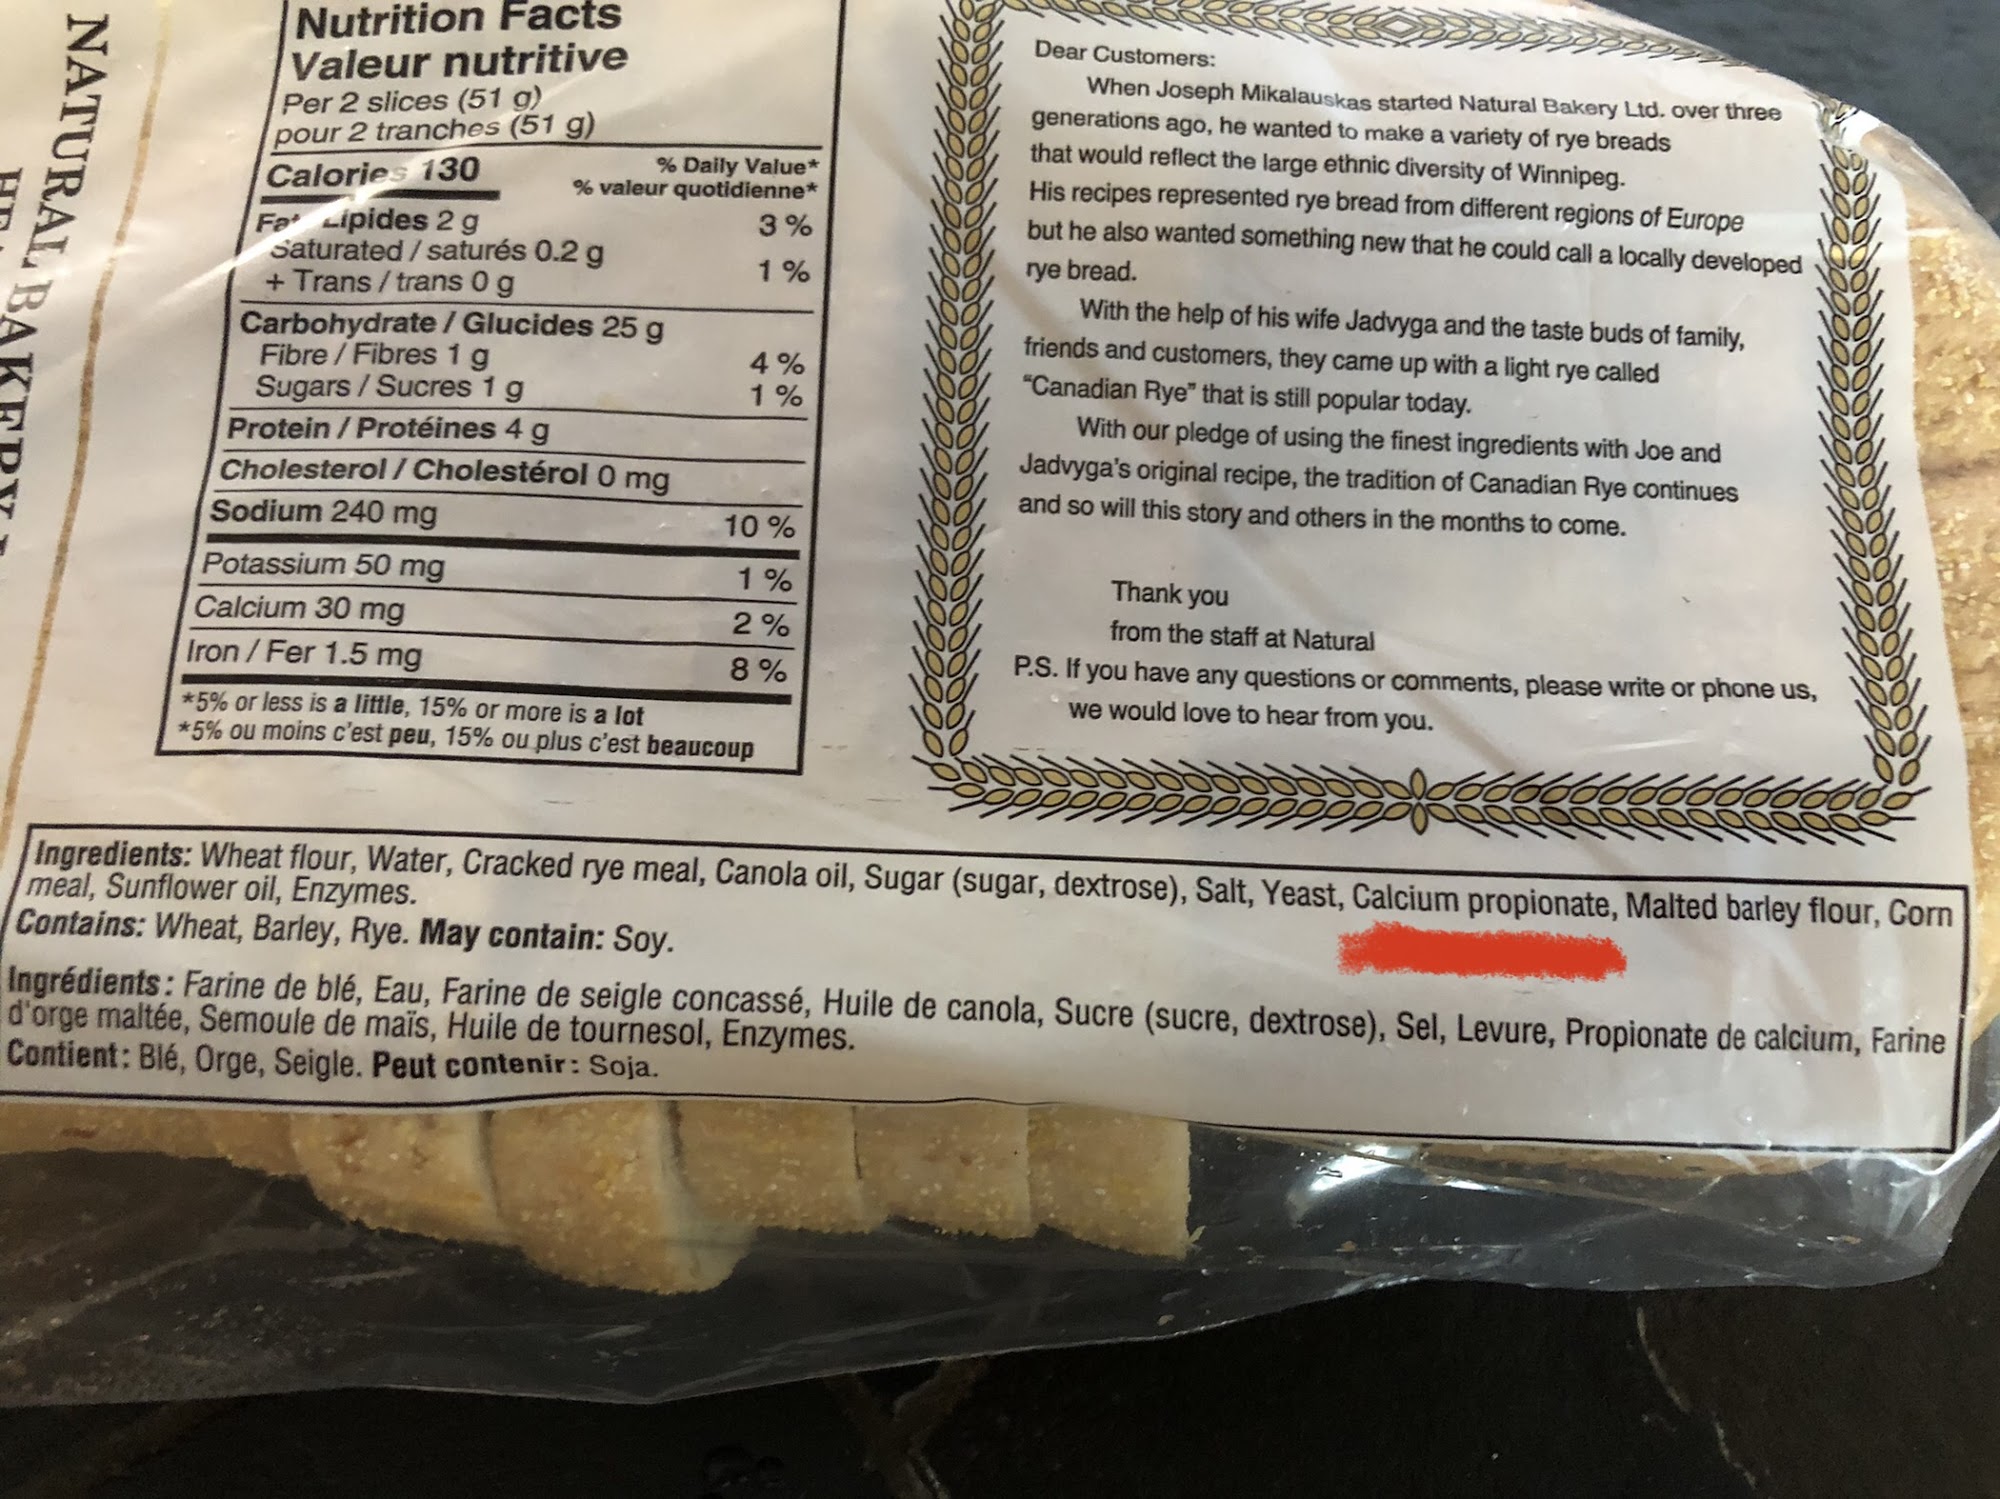 NATURAL BAKERY
Nutrition Facts
Valeur nutritive
Per 2 slices (51 g)
pour 2 tranches (51 g)
Calories 130
% Daily Value*
% valeur quotidienne*
Fat Lipides 2 g 3 %
Saturated / saturés 0.2 g
+ Trans / trans 0 g 1 %
Carbohydrate / Glucides 25 g
Fibre / Fibres 1 g 4 %
Sugars / Sucres 1 g 1 %
Protein / Protéines 4 g
Cholesterol / Cholestérol 0 mg
Sodium 240 mg 10 %
Potassium 50 mg 1 %
Calcium 30 mg 2 %
Iron / Fer 1.5 mg 8 %
*5% or less is a little, 15% or more is a lot
*5% ou moins c'est peu, 15% ou plus c'est beaucoup
Dear Customers:
When Joseph Mikalauskas started Natural Bakery Ltd. over three
generations ago, he wanted to make a variety of rye breads
that would reflect the large ethnic diversity of Winnipeg.
His recipes represented rye bread from different regions of Europe
but he also wanted something new that he could call a locally developed
rye bread.
With the help of his wife Jadvyga and the taste buds of family,
friends and customers, they came up with a light rye called
“Canadian Rye” that is still popular today.
With our pledge of using the finest ingredients with Joe and
Jadvyga's original recipe, the tradition of Canadian Rye continues
and so will this story and others in the months to come.
Thank you
from the staff at Natural
P.S. If you have any questions or comments, please write or phone us,
we would love to hear from you.
Ingredients: Wheat flour, Water, Cracked rye meal, Canola oil, Sugar (sugar, dextrose), Salt, Yeast, Calcium propionate, Malted barley flour, Corn
meal, Sunflower oil, Enzymes.
Contains: Wheat, Barley, Rye. May contain: Soy.
Ingrédients: Farine de blé, Eau, Farine de seigle concassé, Huile de canola, Sucre (sucre, dextrose), Sel, Levure, Propionate de calcium, Farine
d'orge maltée, Semoule de maïs, Huile de tournesol, Enzymes.
Contient: Blé, Orge, Seigle. Peut contenir: Soja.